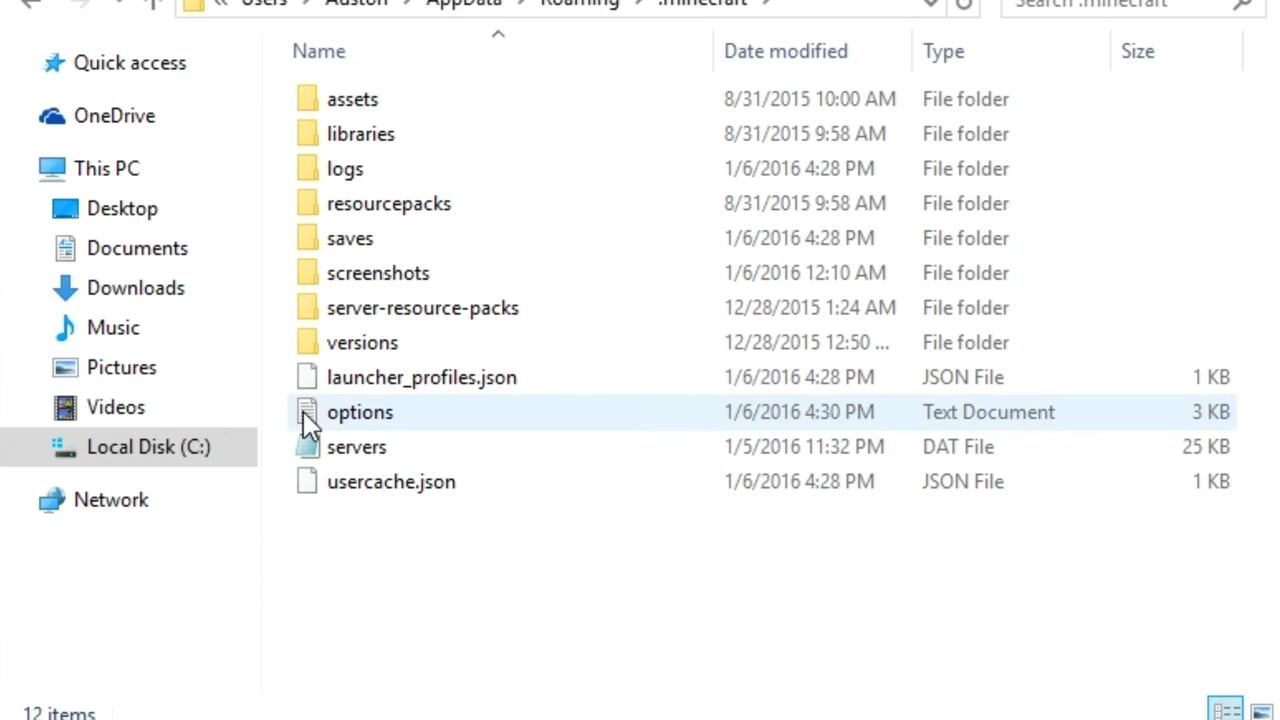 Users Auston AppData Roaming .minecraft Search .minecraft
Name Date modified Type Size
Quick access
OneDrive
This PC
Desktop
Documents
Downloads
Music
Pictures
Videos
Local Disk (C:)
Network
assets 8/31/2015 10:00 AM File folder
libraries 8/31/2015 9:58 AM File folder
logs 1/6/2016 4:28 PM File folder
resourcepacks 8/31/2015 9:58 AM File folder
saves 1/6/2016 4:28 PM File folder
screenshots 1/6/2016 12:10 AM File folder
server-resource-packs 12/28/2015 1:24 AM File folder
versions 12/28/2015 12:50 ... File folder
launcher_profiles.json 1/6/2016 4:28 PM JSON File 1 KB
options 1/6/2016 4:30 PM Text Document 3 KB
servers 1/5/2016 11:32 PM DAT File 25 KB
usercache.json 1/6/2016 4:28 PM JSON File 1 KB
12 items